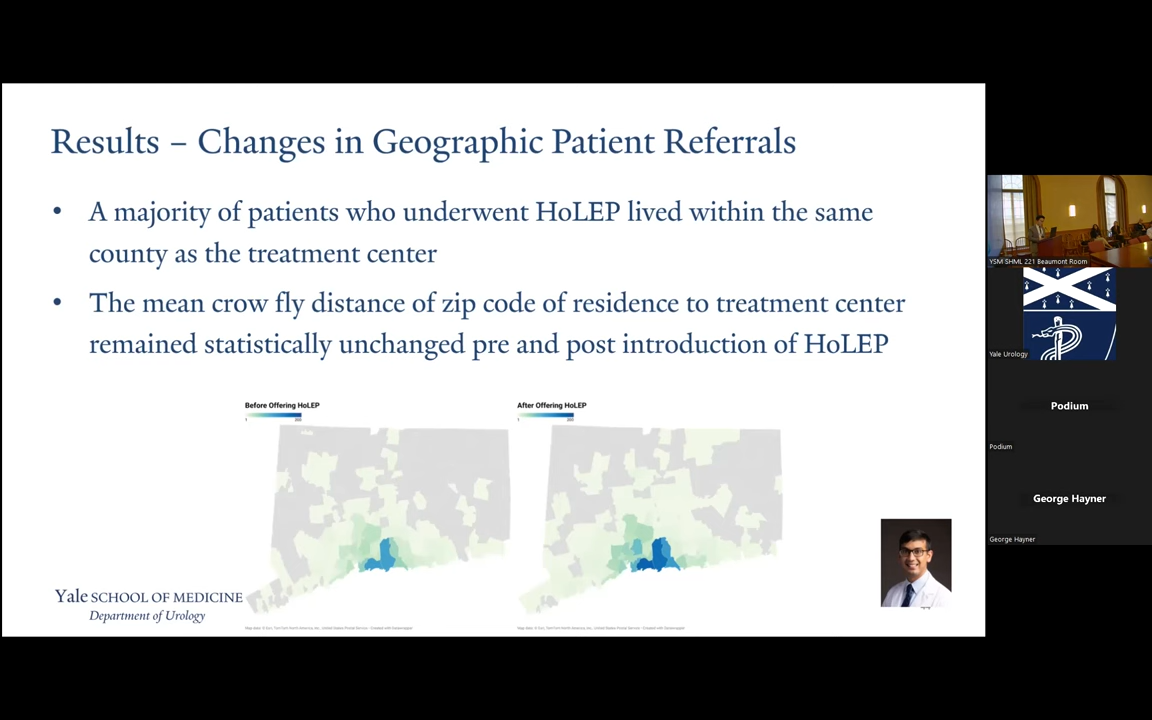 Results – Changes in Geographic Patient Referrals
• A majority of patients who underwent HoLEP lived within the same
county as the treatment center
• The mean crow fly distance of zip code of residence to treatment center
remained statistically unchanged pre and post introduction of HoLEP
Before Offering HoLEP
After Offering HoLEP
Yale SCHOOL OF MEDICINE
Department of Urology
YSM SHML 221 Beaumont Room
Yale Urology
Podium
Podium
George Hayner
George Hayner